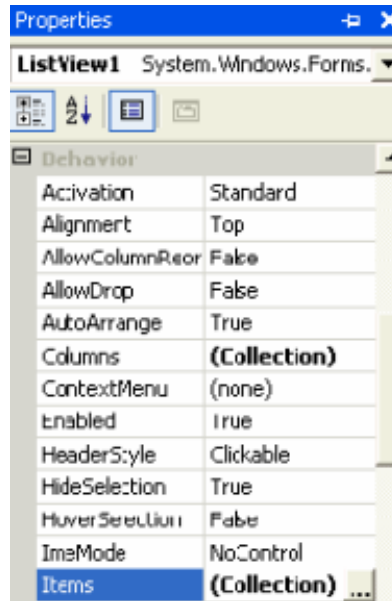 Properties
ListView1 System.Windows.Forms.
Behavior
Activation Standard
Alignment Top
AllowColumnReor False
AllowDrop False
AutoArrange True
Columns (Collection)
ContextMenu (none)
Enabled True
HeaderStyle Clickable
HideSelection True
HoverSelection False
ImeMode NoControl
Items (Collection) ...